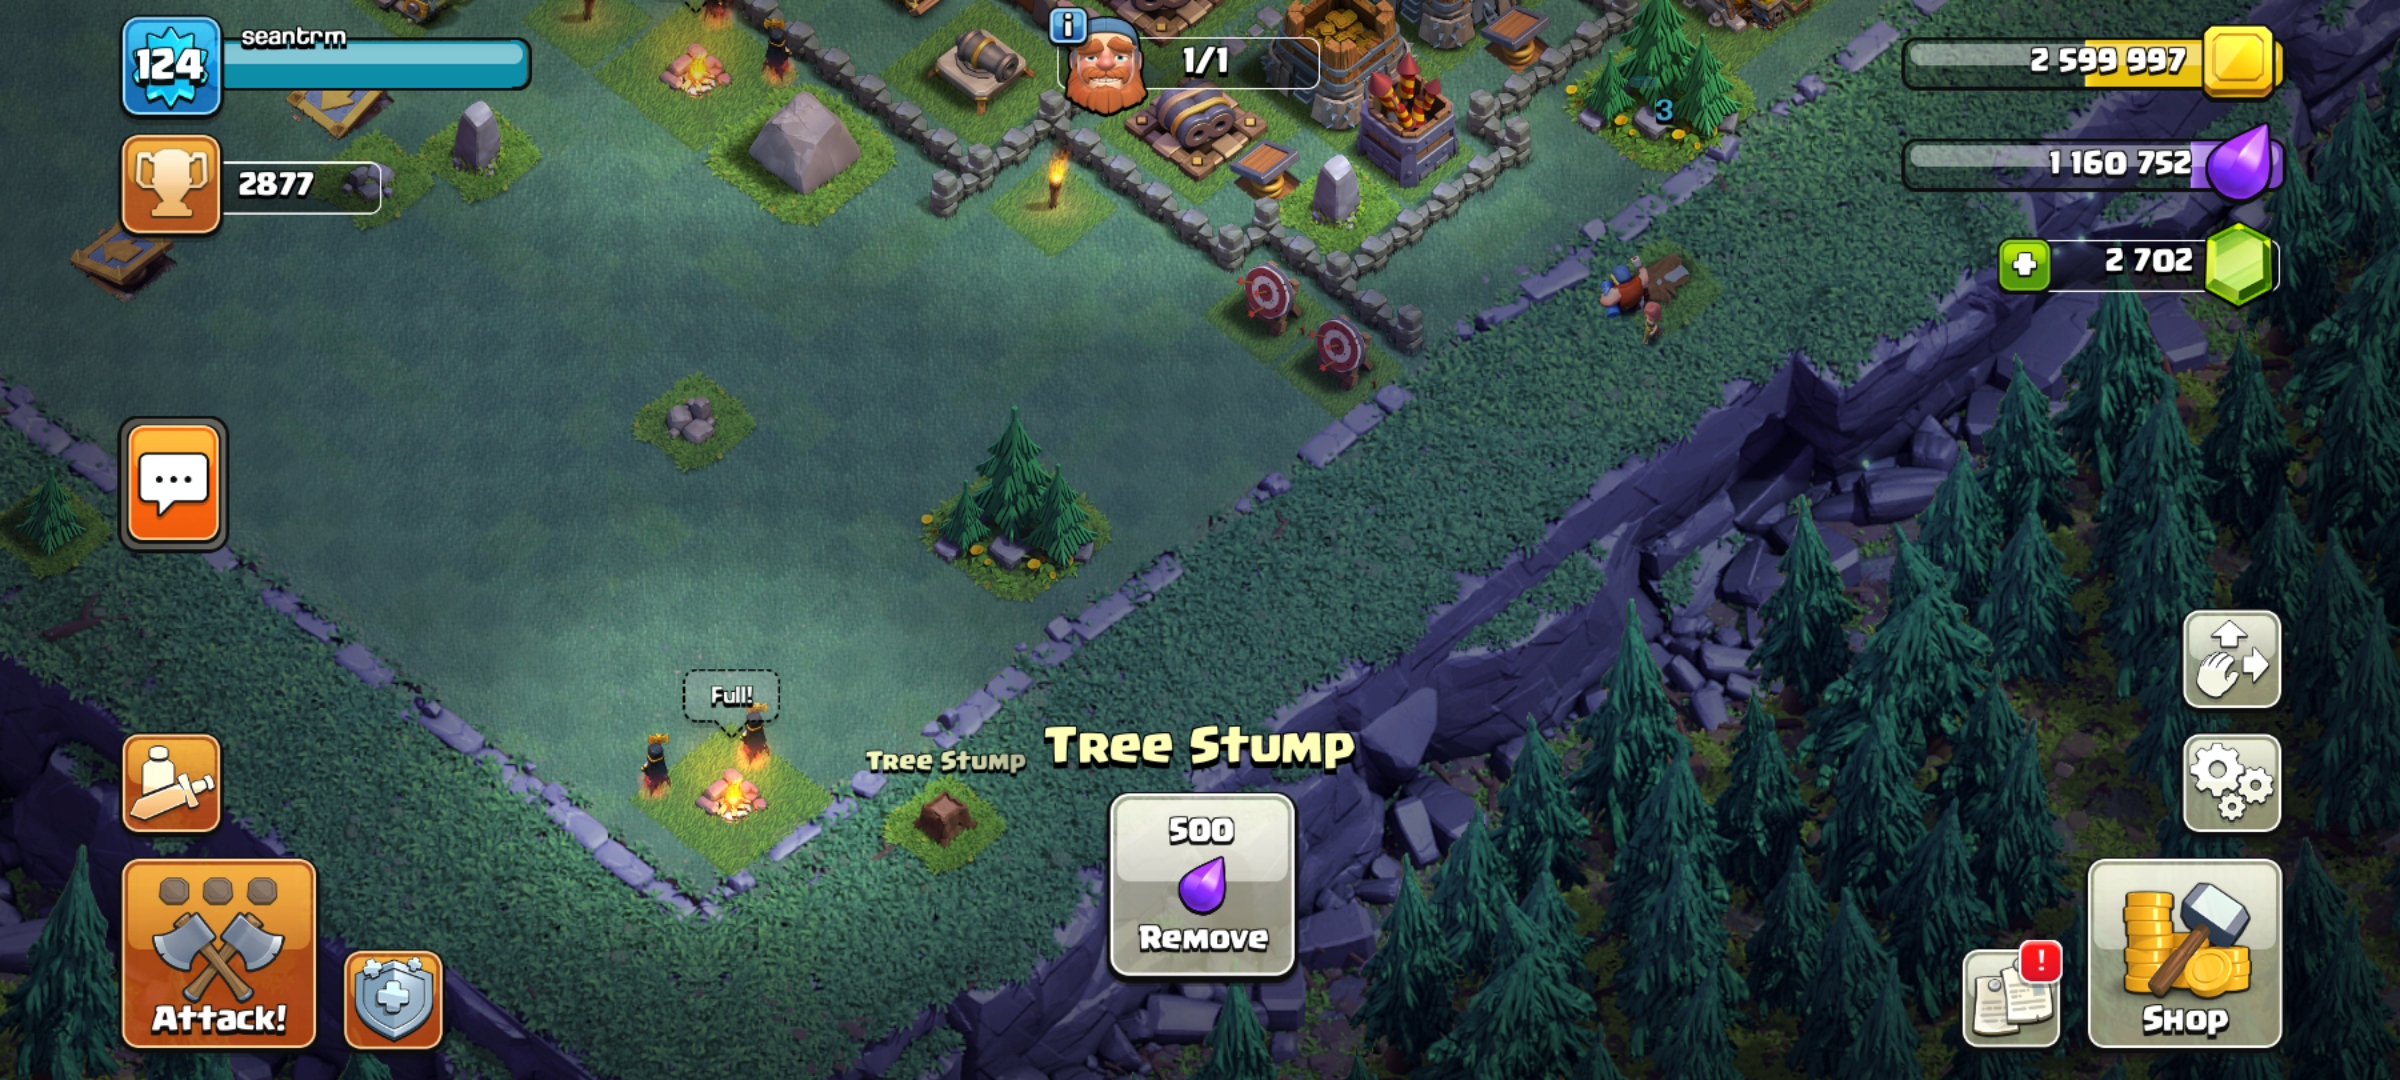 124
seantrm
1/1
2 599 997
3
1 160 752
2877
2 702
Full!
Tree Stump
Tree Stump
500
Remove
Attack!
!
Shop